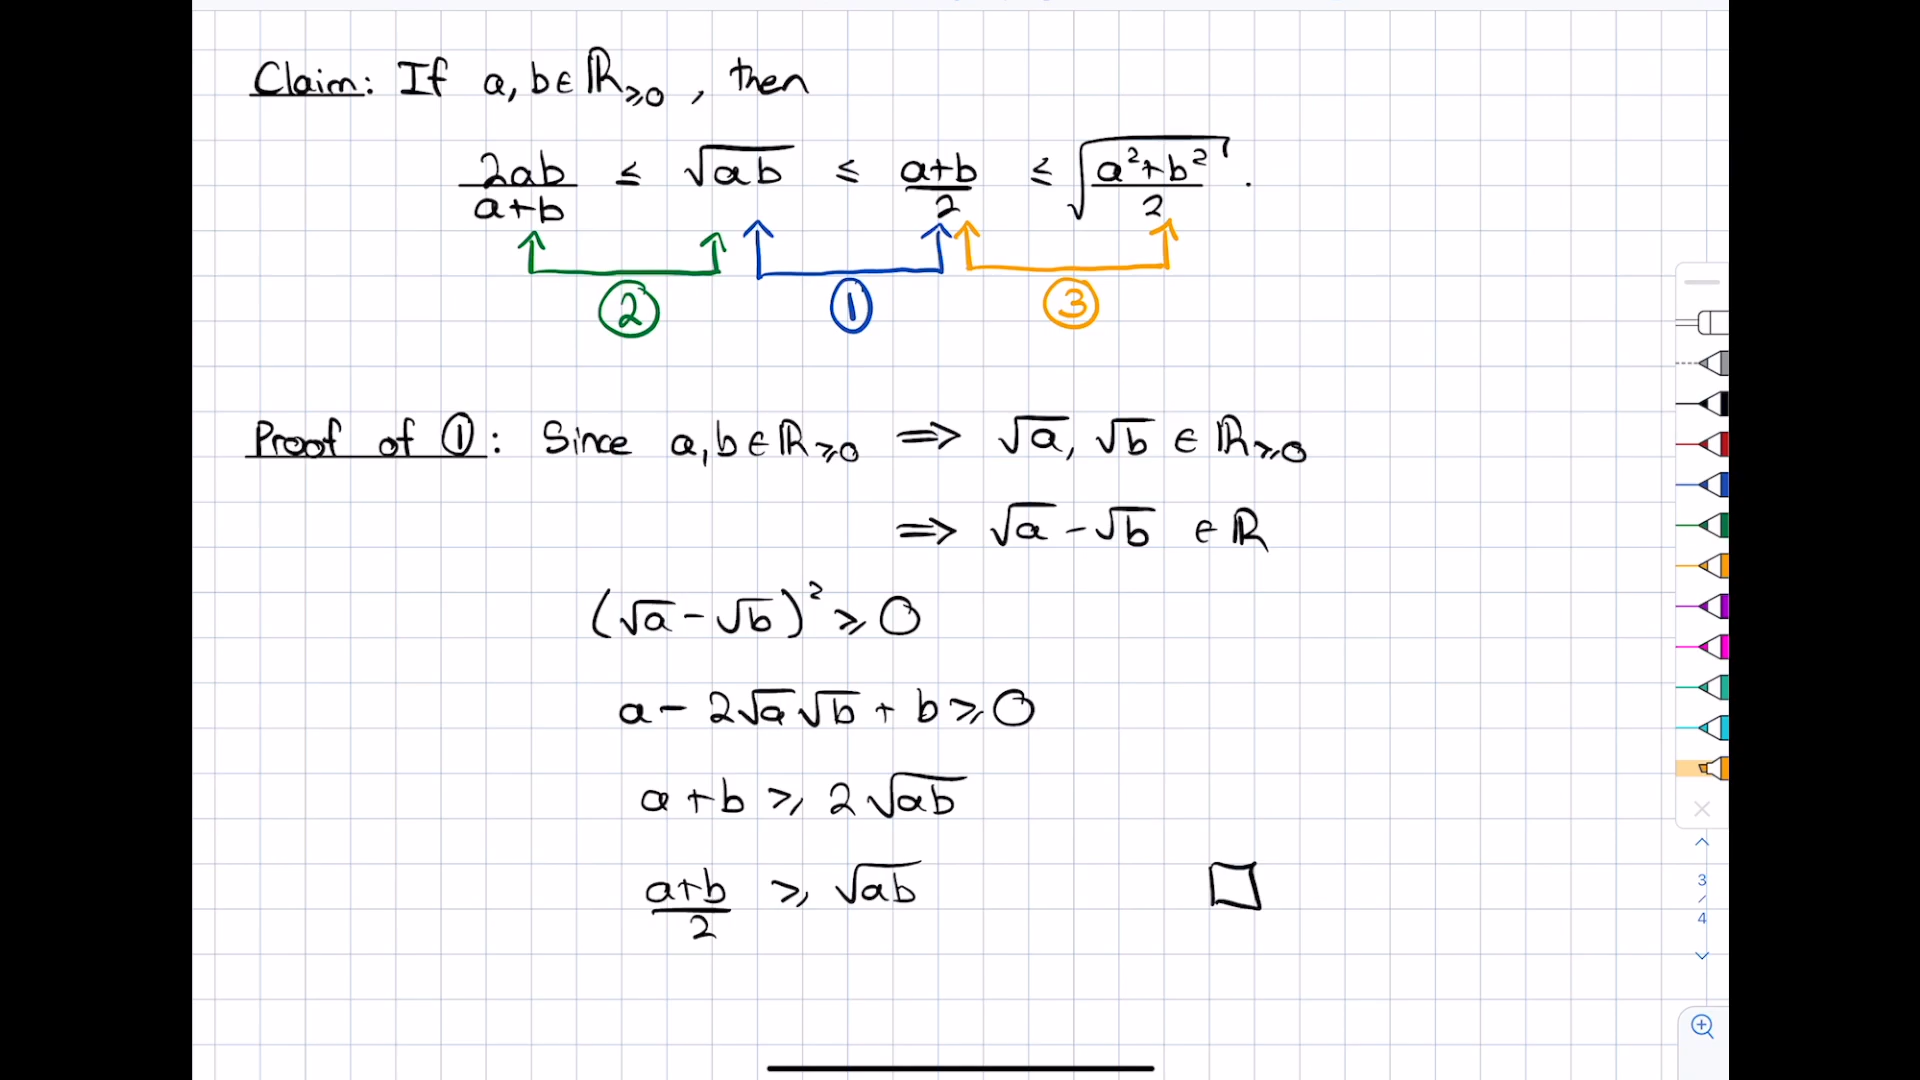 Claim: If a, b ∈ ℝ≥0 , then
2ab/a+b ≤ √ab ≤ a+b/2 ≤ √a²+b²/2 .
② ① ③
Proof of ①: Since a,b ∈ ℝ≥0 ⟹ √a, √b ∈ ℝ≥0
⟹ √a - √b ∈ ℝ
(√a - √b)² ≥ 0
a - 2√a√b + b ≥ 0
a + b ≥ 2√ab
a+b/2 ≥ √ab □
3
/
4